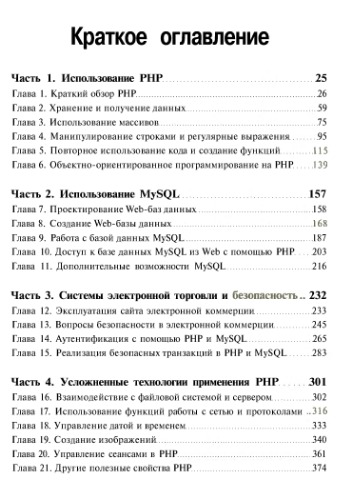 Краткое оглавление
Часть 1. Использование PHP 25
Глава 1. Краткий обзор PHP 26
Глава 2. Хранение и получение данных 59
Глава 3. Использование массивов 75
Глава 4. Манипулирование строками и регулярные выражения 95
Глава 5. Повторное использование кода и создание функций 115
Глава 6. Объектно-ориентированное программирование на PHP 139
Часть 2. Использование MySQL 157
Глава 7. Проектирование Web-баз данных 158
Глава 8. Создание Web-базы данных 168
Глава 9. Работа с базой данных MySQL 187
Глава 10. Доступ к базе данных MySQL из Web с помощью PHP 203
Глава 11. Дополнительные возможности MySQL 216
Часть 3. Системы электронной торговли и безопасность.. 232
Глава 12. Эксплуатация сайта электронной коммерции 233
Глава 13. Вопросы безопасности в электронной коммерции 245
Глава 14. Аутентификация с помощью PHP и MySQL 265
Глава 15. Реализация безопасных транзакций в PHP и MySQL 283
Часть 4. Усложненные технологии применения PHP 301
Глава 16. Взаимодействие с файловой системой и сервером 302
Глава 17. Использование функций работы с сетью и протоколами 316
Глава 18. Управление датой и временем 333
Глава 19. Создание изображений 340
Глава 20. Управление сеансами в PHP 361
Глава 21. Другие полезные свойства PHP 374